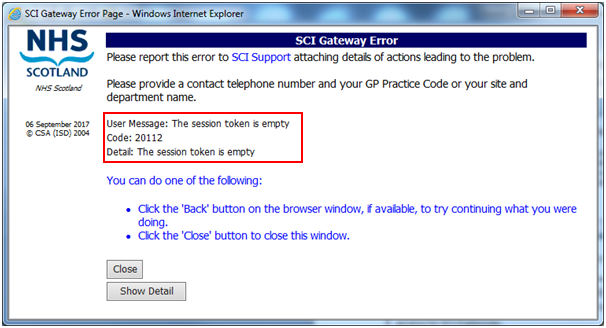 SCI Gateway Error Page - Windows Internet Explorer
NHS
SCOTLAND
NHS Scotland
06 September 2017
© CSA (ISD) 2004
SCI Gateway Error
Please report this error to SCI Support attaching details of actions leading to the problem.
Please provide a contact telephone number and your GP Practice Code or your site and
department name.
User Message: The session token is empty
Code: 20112
Detail: The session token is empty
You can do one of the following:
• Click the 'Back' button on the browser window, if available, to try continuing what you were
doing.
• Click the 'Close' button to close this window.
Close
Show Detail